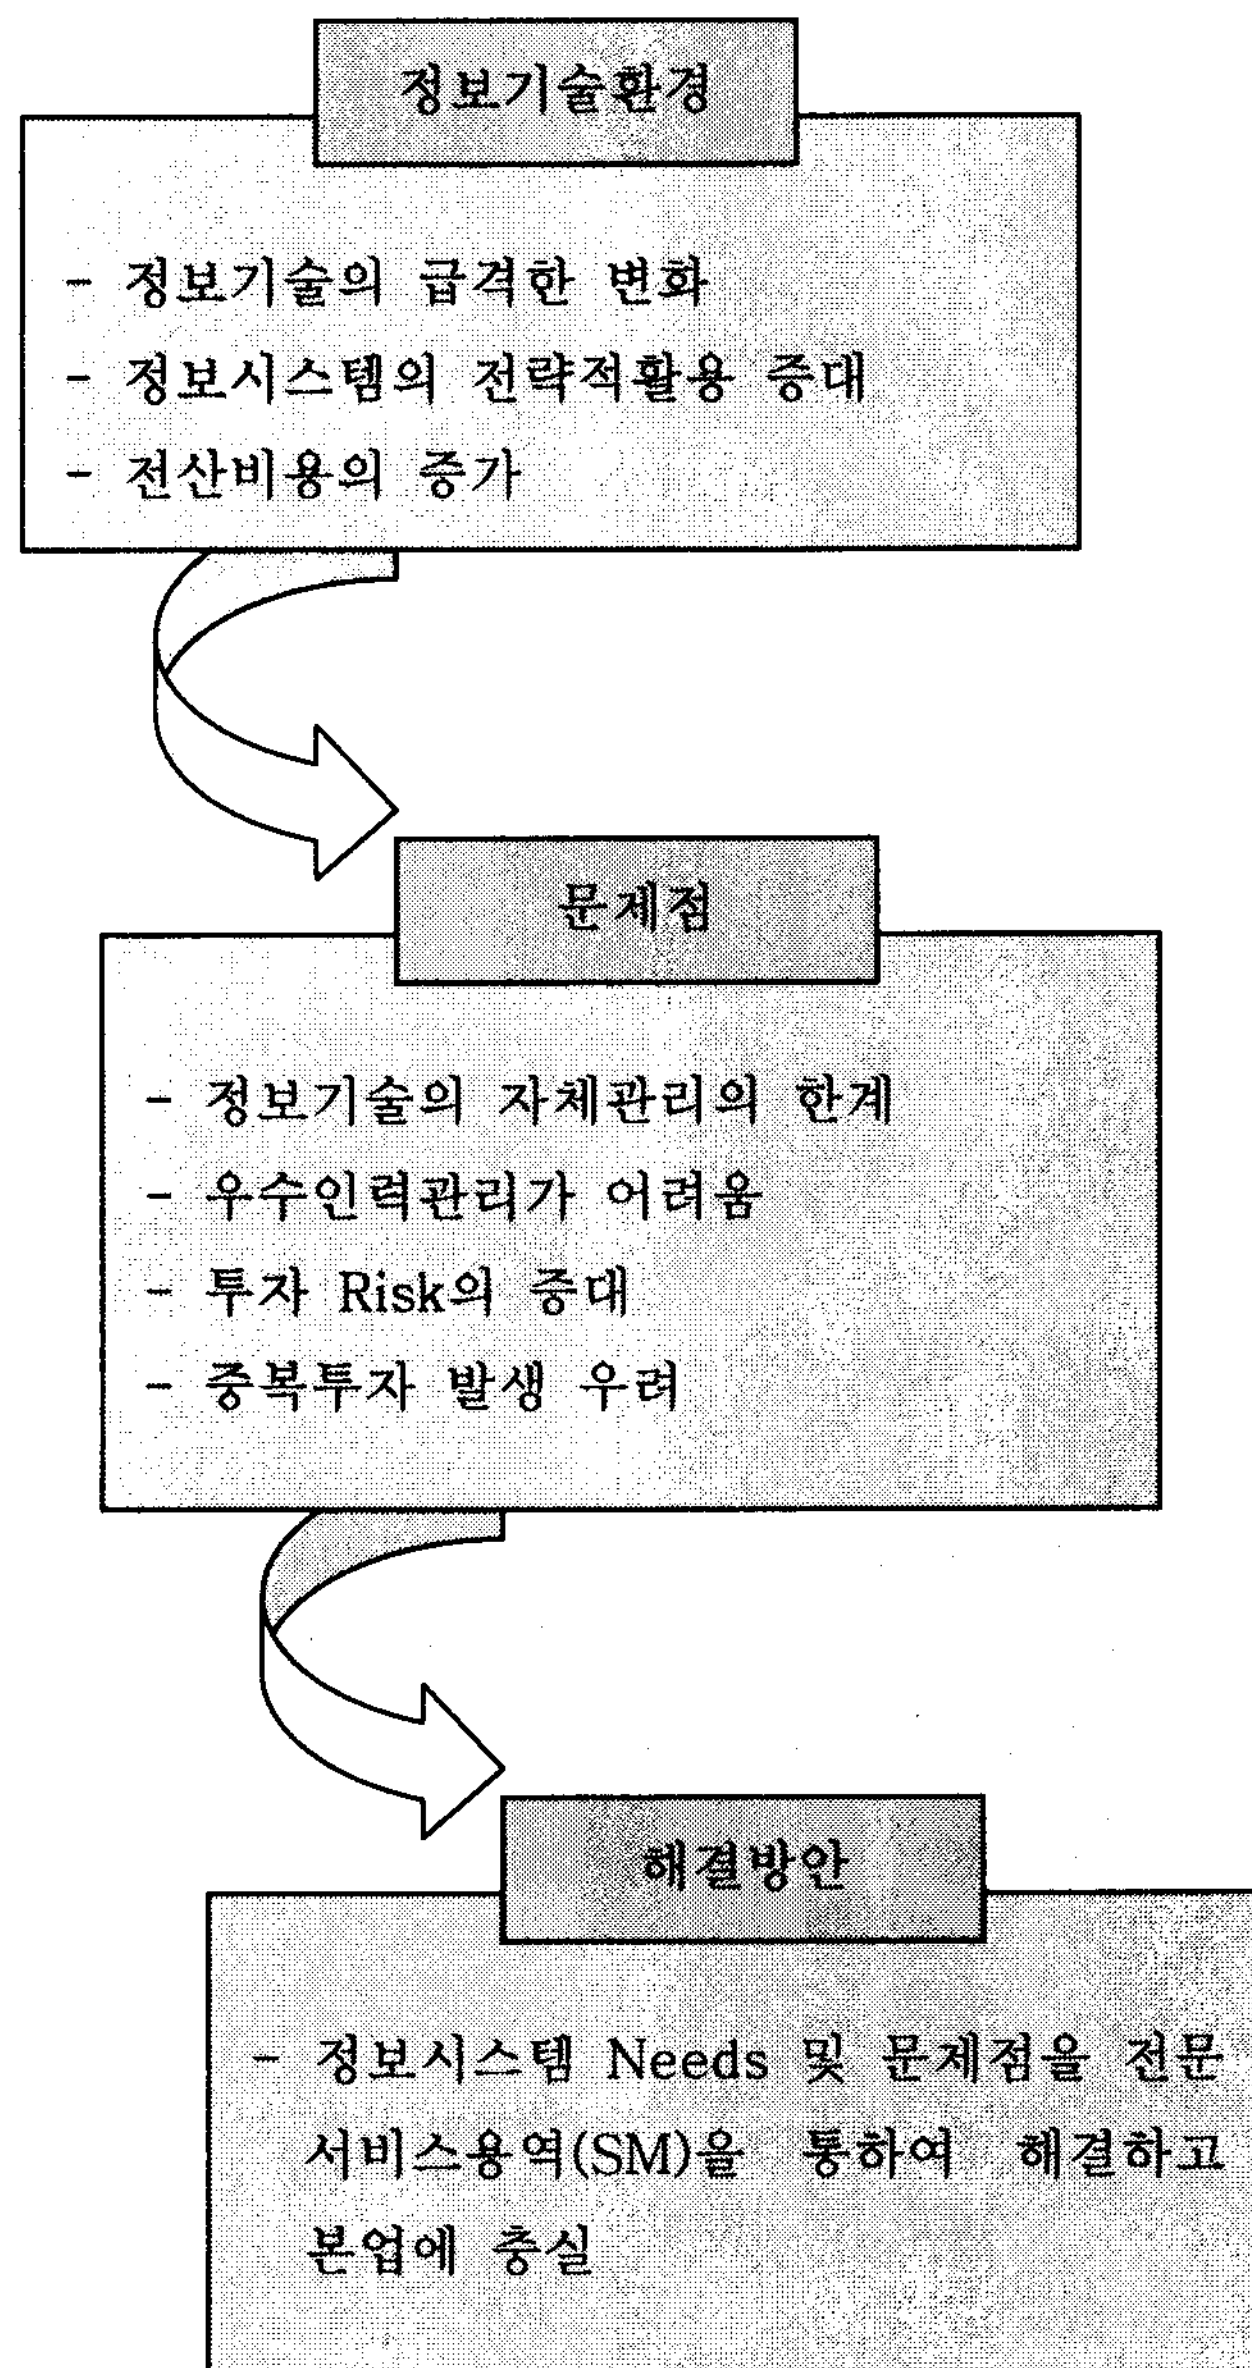 정보기술환경
- 정보기술의 급격한 변화
- 정보시스템의 전략적활용 증대
- 전산비용의 증가
문제점
- 정보기술의 자체관리의 한계
- 우수인력관리가 어려움
- 투자 Risk의 증대
- 중복투자 발생 우려
해결방안
- 정보시스템 Needs 및 문제점을 전문
서비스용역(SM)을 통하여 해결하고
본업에 충실